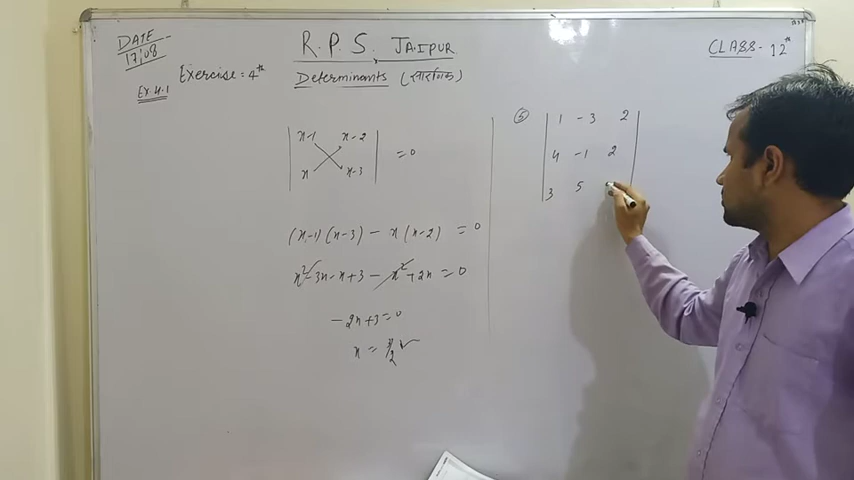 DATE - 17/08
R.P.S. JAIPUR
CLASS - 12th
Exercise = 4th
Determinants (सारणिक)
Ex 4.1
| x-1 x-2 |
| x x-3 | = 0
(x-1)(x-3) - x(x-2) = 0
x² - 3x - x + 3 - x² + 2x = 0
-2x + 3 = 0
x = 3/2 ✓
⑤ | 1 -3 2 |
| 4 -1 2 |
| 3 5